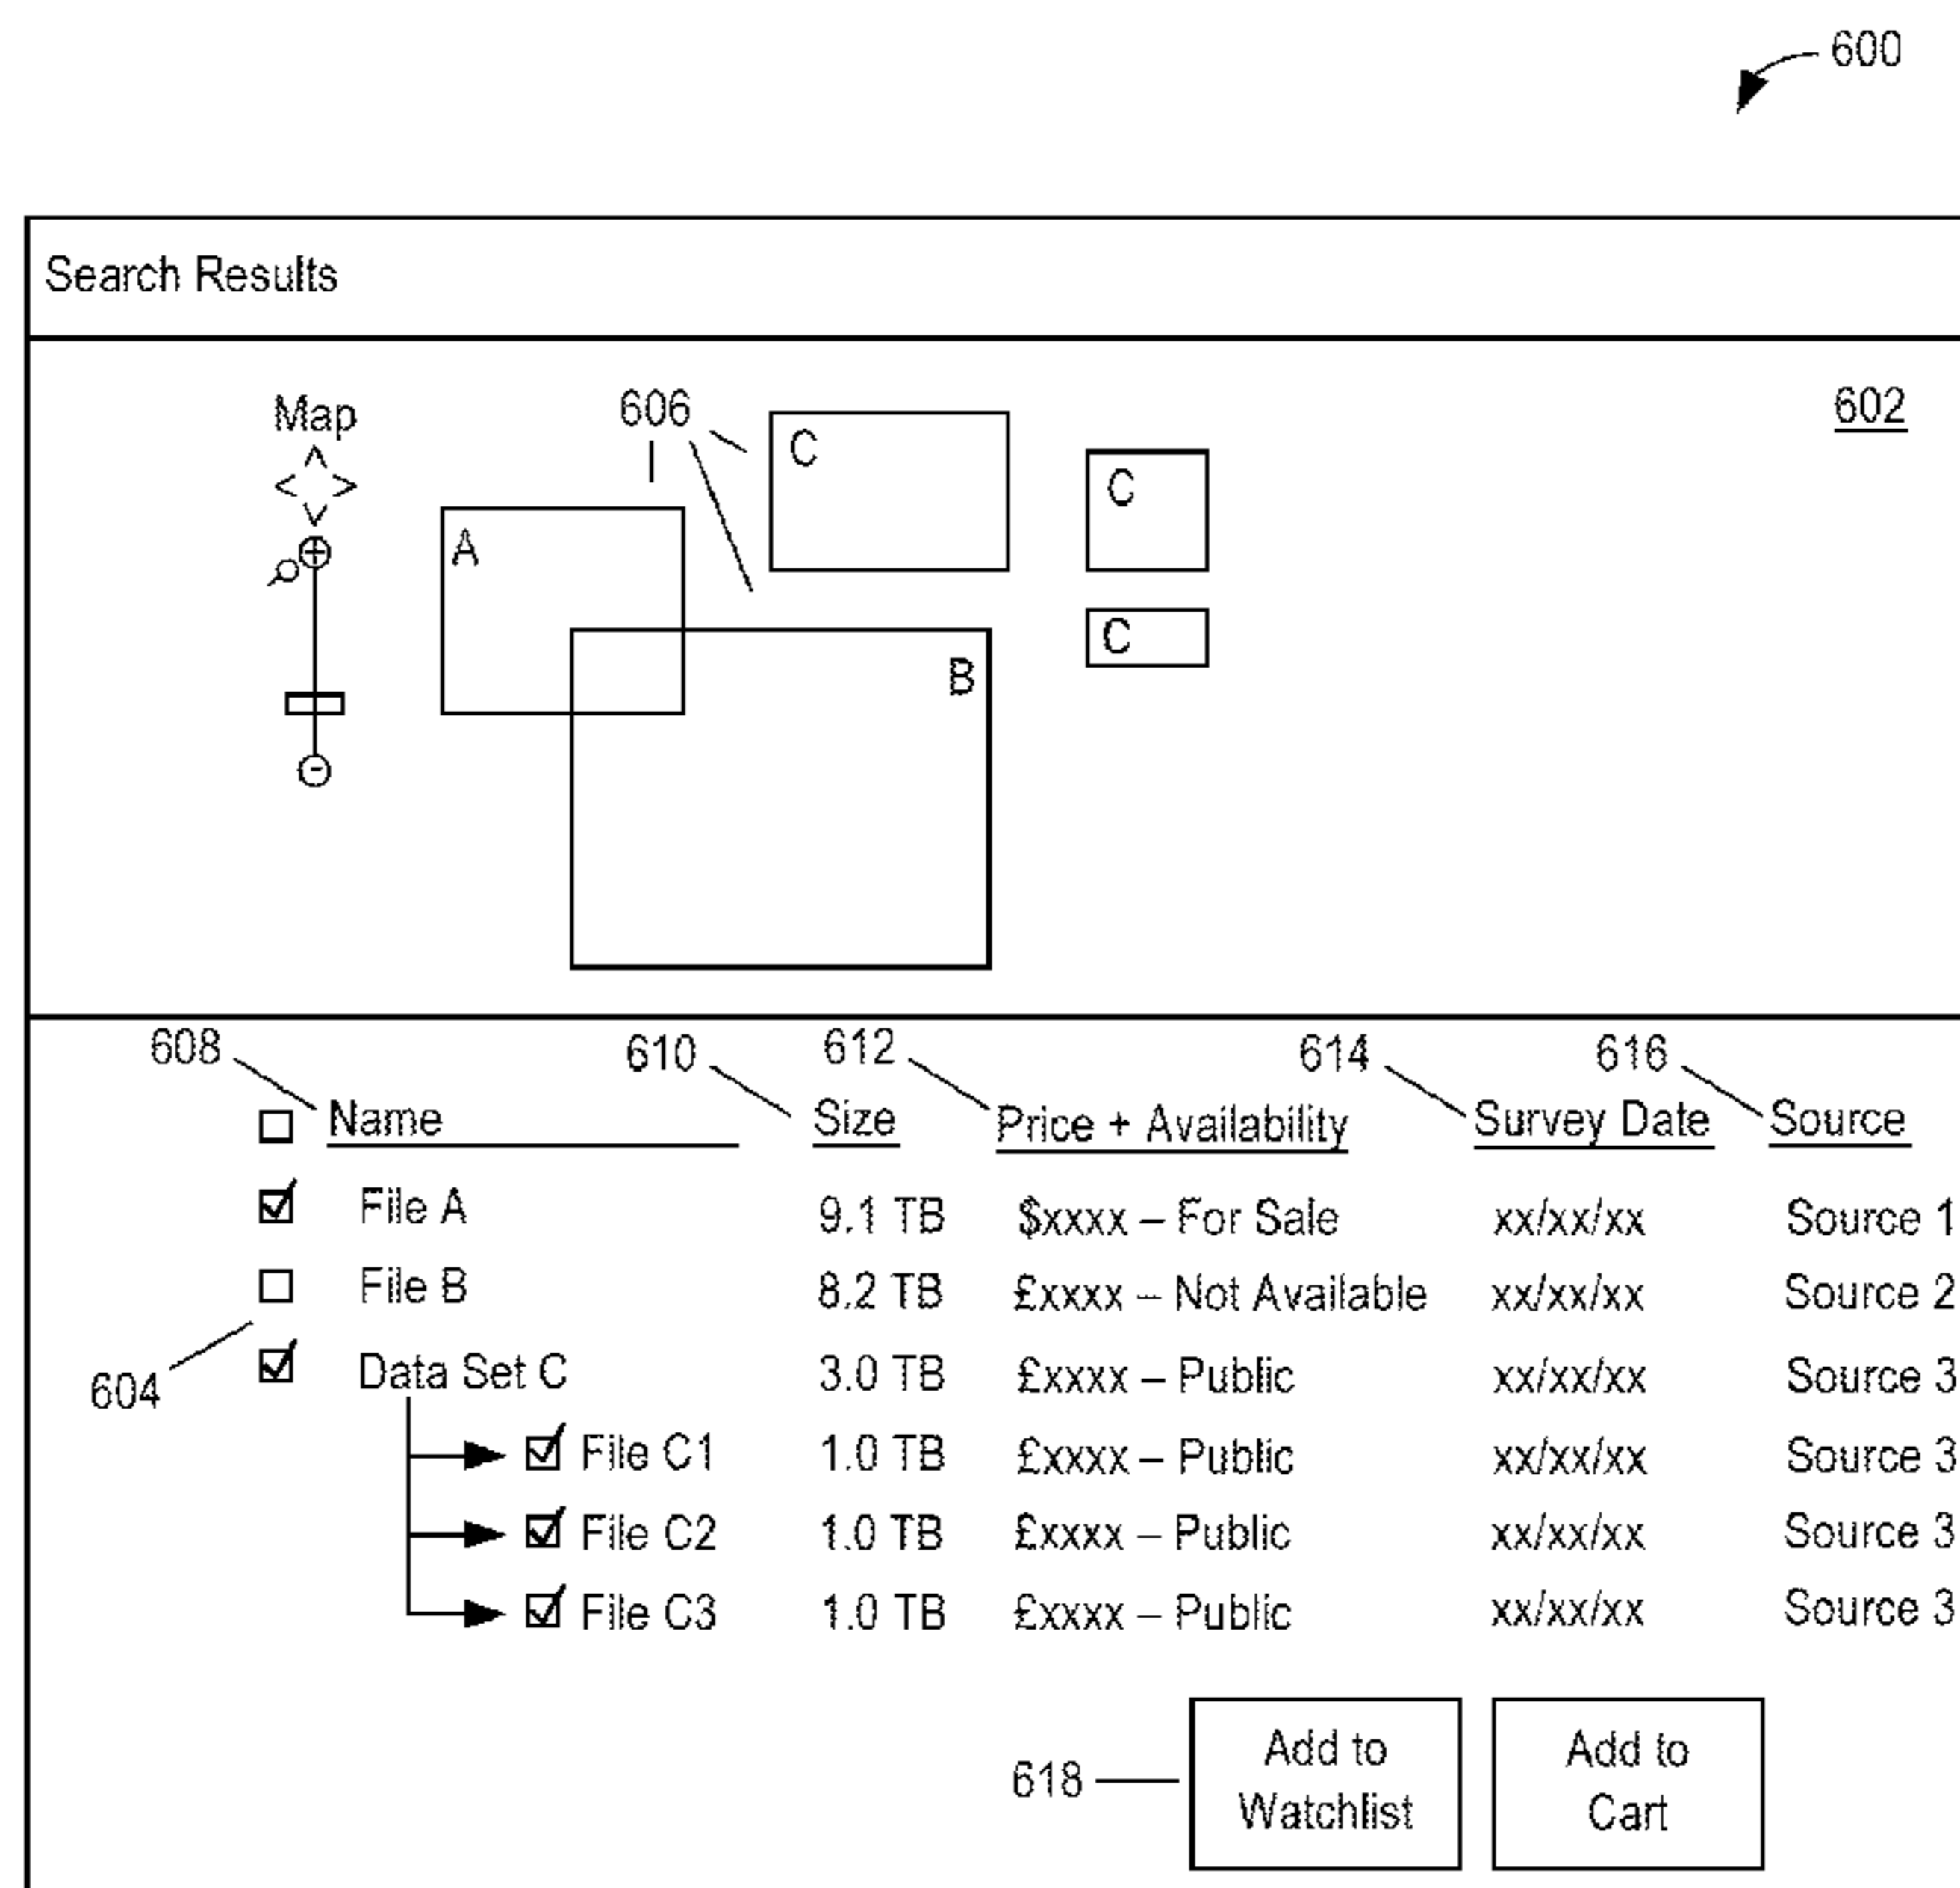 600
Search Results
Map
606
602
C
C
A
C
B
608
610
612
614
616
Name Size Price + Availability Survey Date Source
File A 9.1 TB $xxxx – For Sale xx/xx/xx Source 1
File B 8.2 TB £xxxx – Not Available xx/xx/xx Source 2
604
Data Set C 3.0 TB £xxxx – Public xx/xx/xx Source 3
File C1 1.0 TB £xxxx – Public xx/xx/xx Source 3
File C2 1.0 TB £xxxx – Public xx/xx/xx Source 3
File C3 1.0 TB £xxxx – Public xx/xx/xx Source 3
618
Add to
Watchlist
Add to
Cart